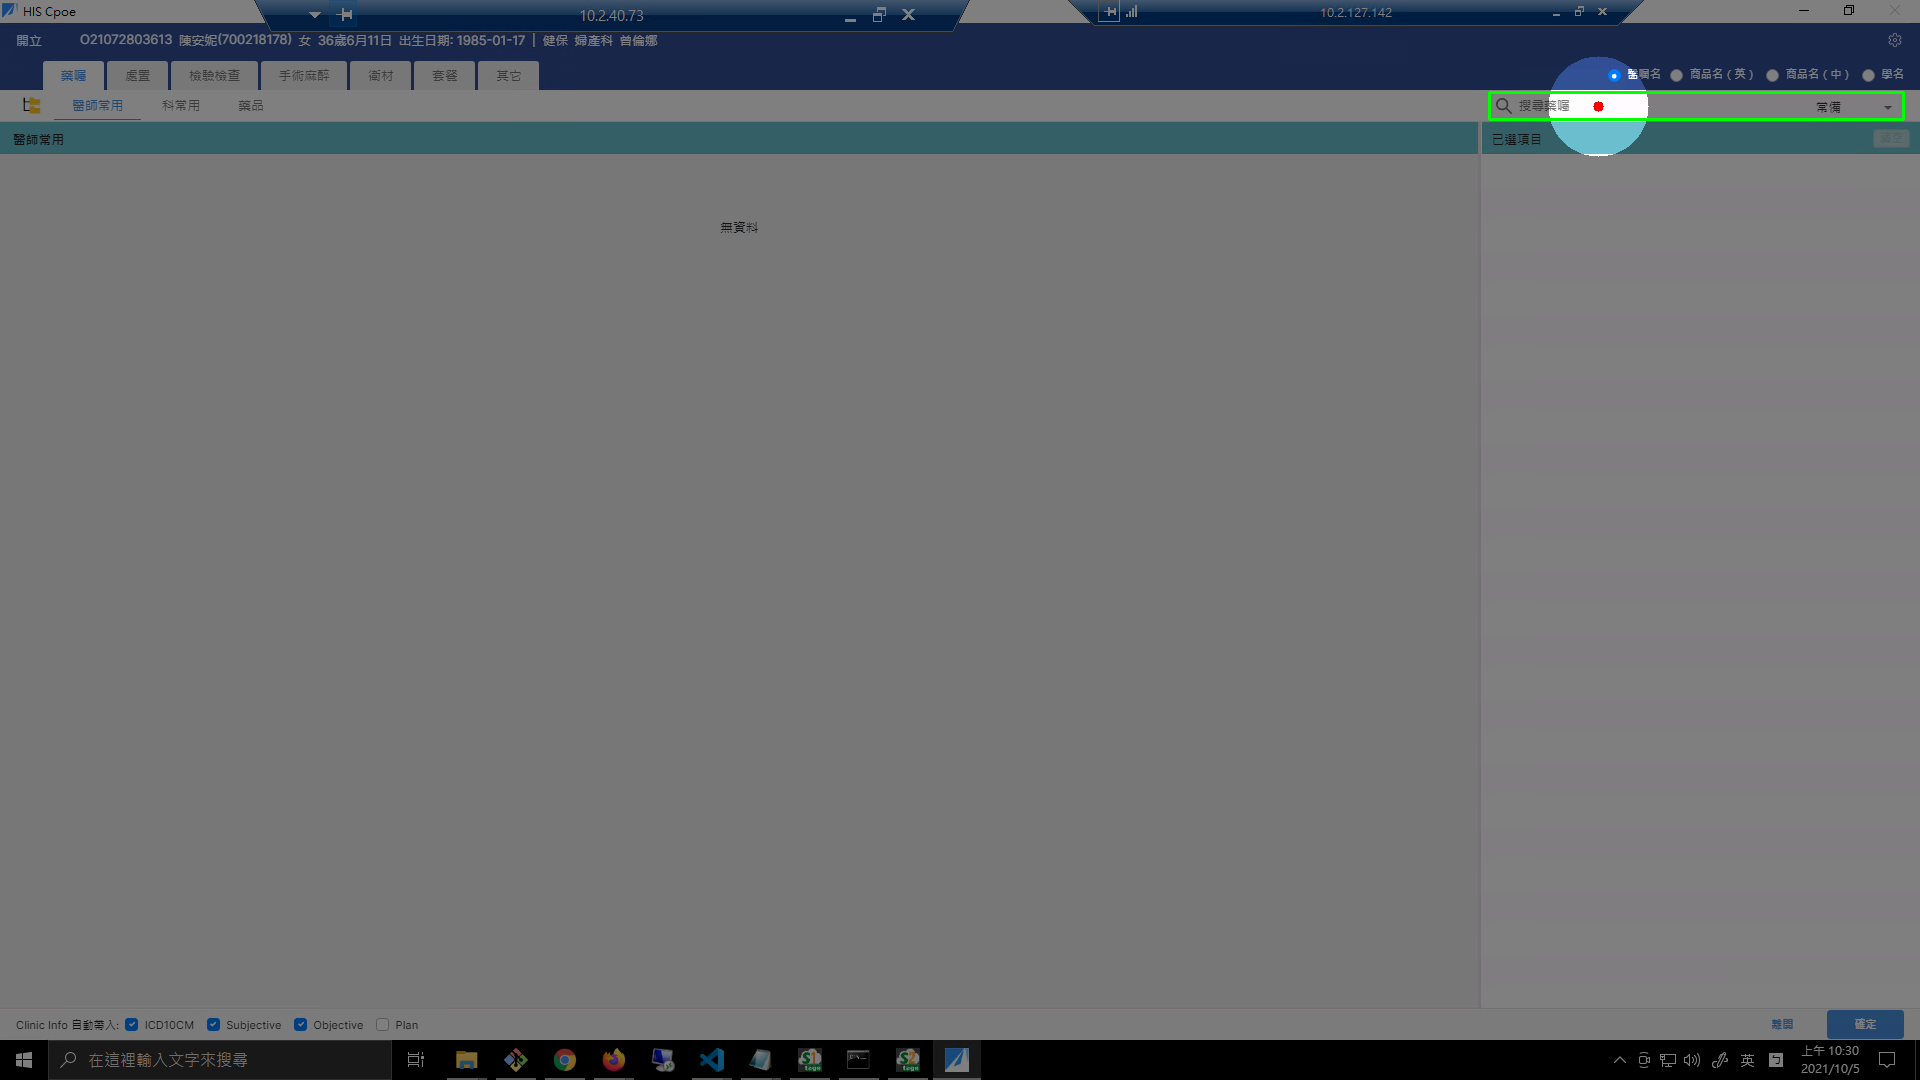 HIS Cpoe
10.2.40.73
10.2.127.142
開立 O21072803613 陳安妮(700218178) 女 36歲6月11日 出生日期: 1985-01-17 | 健保 婦產科 曾倫娜
藥囑 處置 檢驗檢查 手術麻醉 衛材 套餐 其它
醫囑名 商品名(英) 商品名(中) 學名
醫師常用 科常用 藥品
搜尋藥囑 常備
醫師常用
已選項目 清空
無資料
Clinic Info 自動帶入: ICD10CM Subjective Objective Plan
離開 確定
在這裡輸入文字來搜尋
英
上午 10:30
2021/10/5